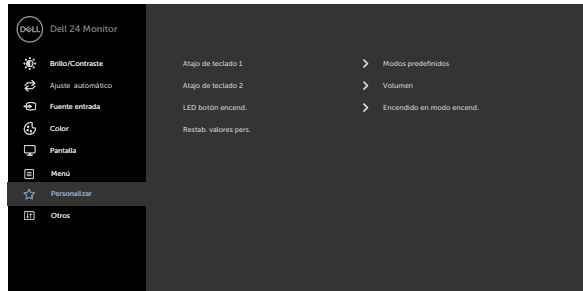 DELL Dell 24 Monitor
Brillo/Contraste
Ajuste automático
Fuente entrada
Color
Pantalla
Menú
Personalizar
Otros
Atajo de teclado 1 Modos predefinidos
Atajo de teclado 2 Volumen
LED botón encend. Encendido en modo encend.
Restab. valores pers.